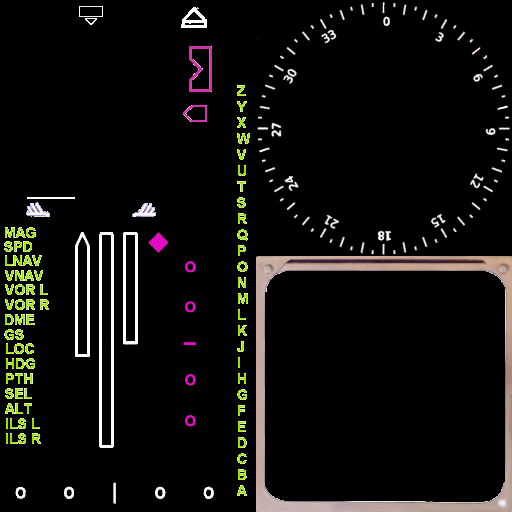 0
3
6
9
12
15
18
21
24
27
30
33
Z
Y
X
W
V
U
T
S
R
Q
P
O
N
M
L
K
J
I
H
G
F
E
D
C
B
A
MAG
SPD
LNAV
VNAV
VOR L
VOR R
DME
GS
LOC
HDG
PTH
SEL
ALT
ILS L
ILS R